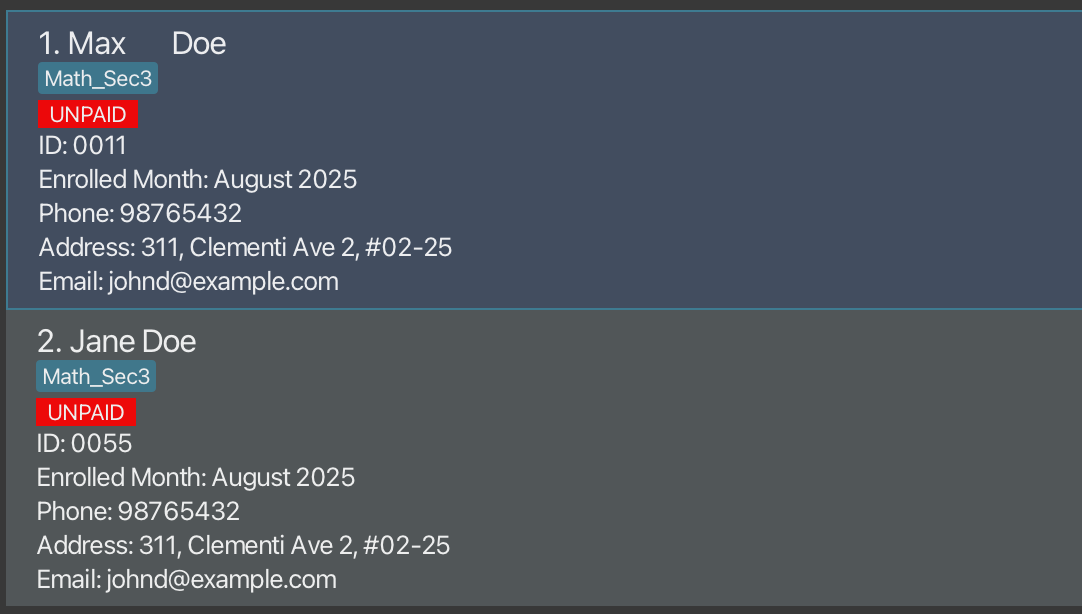 1. Max      Doe
Math_Sec3
UNPAID
ID: 0011
Enrolled Month: August 2025
Phone: 98765432
Address: 311, Clementi Ave 2, #02-25
Email: johnd@example.com
2. Jane Doe
Math_Sec3
UNPAID
ID: 0055
Enrolled Month: August 2025
Phone: 98765432
Address: 311, Clementi Ave 2, #02-25
Email: johnd@example.com